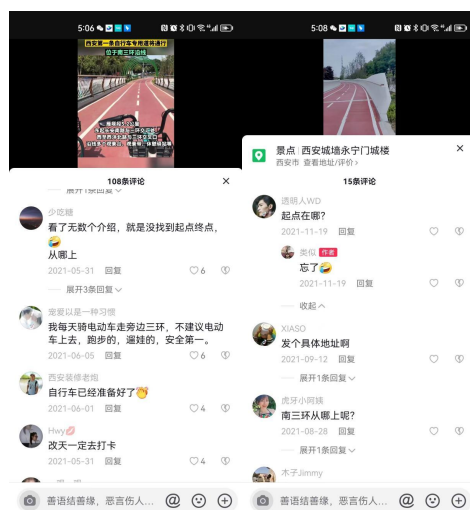 5:06
西安第一条自行车专用道将通行
位于南三环沿线
108条评论
展开1条回复
少吃糖
看了无数个介绍，就是没找到起点终点，
从哪上
2021-05-31 回复
6
展开3条回复
宠爱以是一种习惯
我每天骑电动车走旁边三环，不建议电动
车上去，跑步的，遛娃的，安全第一。
2021-06-05 回复
6
西安装修老炮
自行车已经准备好了👏
2021-06-01 回复
4
Hwy💋
改天一定去打卡
2021-05-31 回复
4
善语结善缘，恶言伤人...
5:08
景点 | 西安城墙永宁门城楼
西安市 查看地址/评价>
15条评论
透明人WD
起点在哪?
2021-11-19 回复
类似 作者
忘了🤣
2021-11-19 回复
收起
XIASO
发个具体地址啊
2021-09-12 回复
展开1条回复
虎牙小阿姨
南三环从哪上呢?
2021-08-28 回复
展开1条回复
木子Jimmy
善语结善缘，恶言伤人...